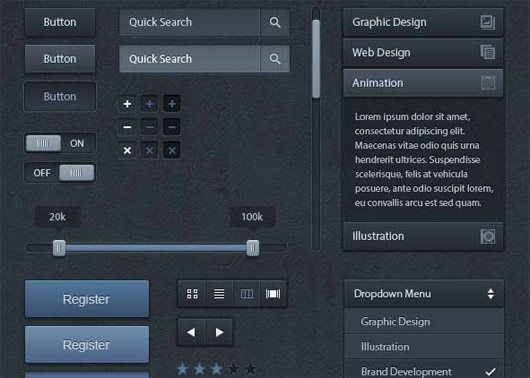 Button
Quick Search
Button
Quick Search
Button
ON
OFF
20k
100k
Register
Register
Graphic Design
Web Design
Animation
Lorem ipsum dolor sit amet,
consectetur adipiscing elit.
Maecenas vitae diam non urna
hendrerit ultrices. Suspendisse
scelerisque, felis at vehicula
posuere, ante odio suscipit lorem,
eu convallis arcu est sed quam.
Illustration
Dropdown Menu
Graphic Design
Illustration
Brand Development